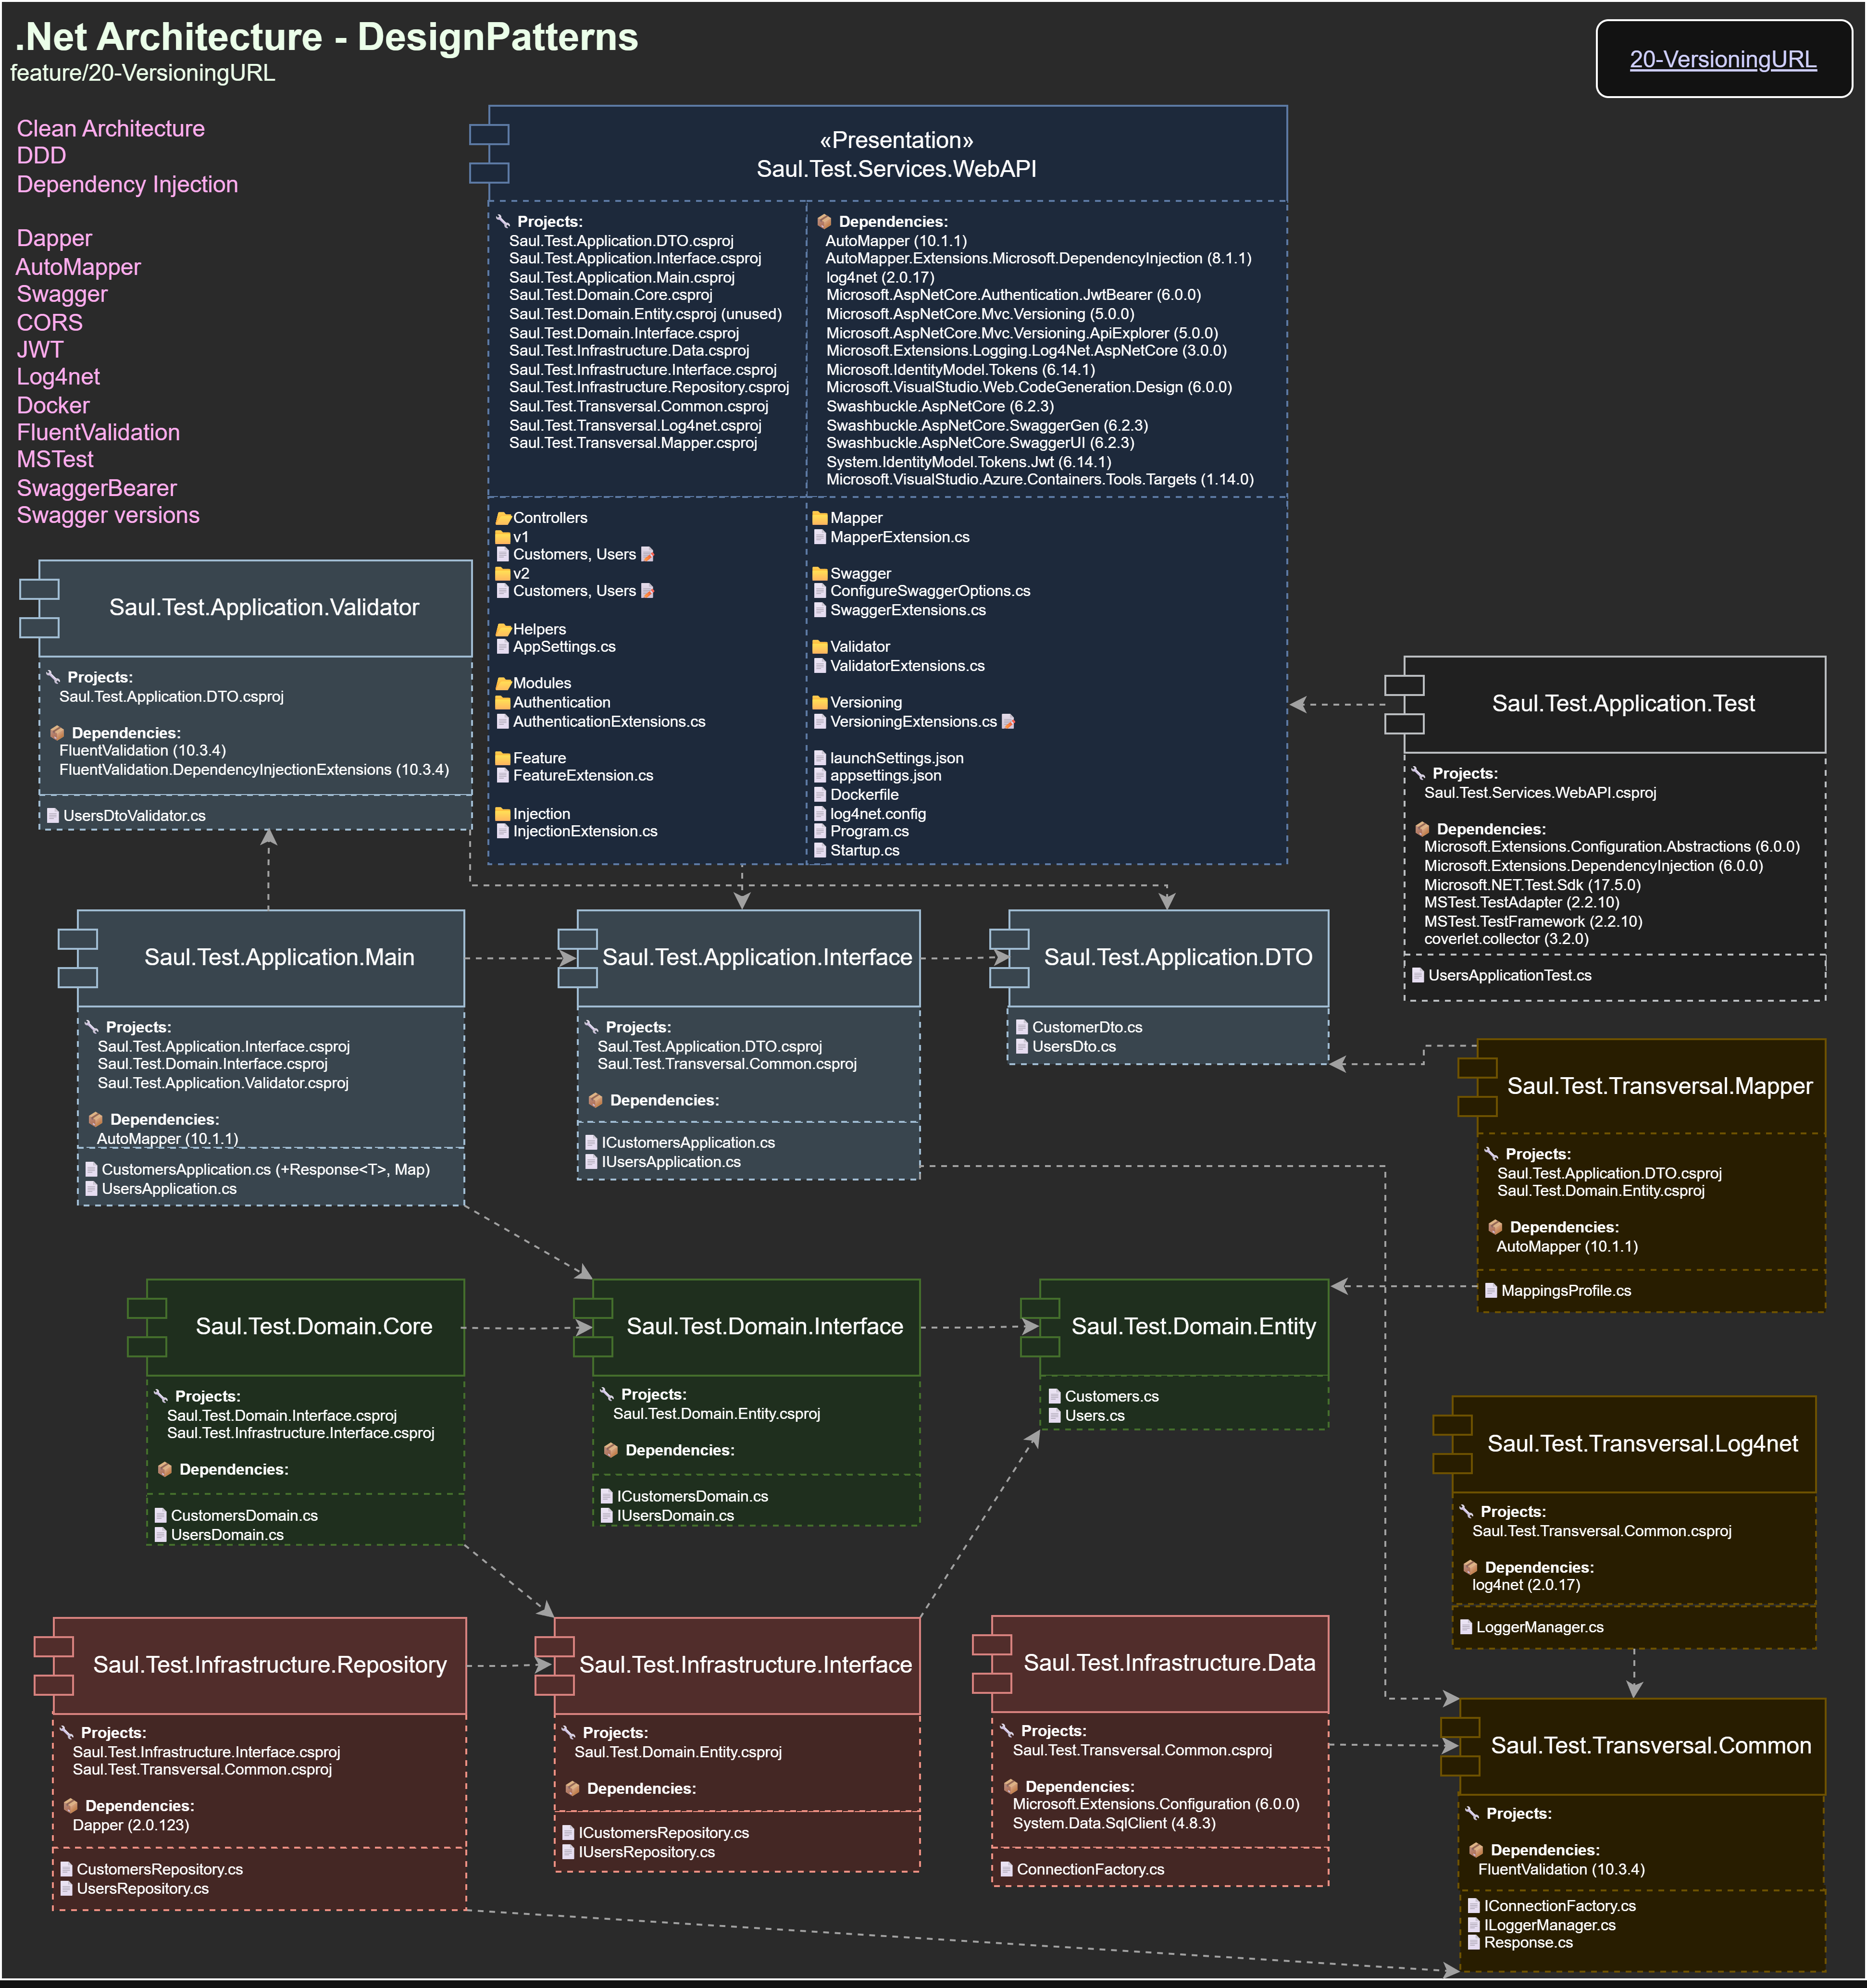 .Net Architecture - DesignPatterns
feature/20-VersioningURL
20-VersioningURL
Clean Architecture
DDD
Dependency Injection
Dapper
AutoMapper
Swagger
CORS
JWT
Log4net
Docker
FluentValidation
MSTest
SwaggerBearer
Swagger versions
«Presentation»
Saul.Test.Services.WebAPI
Projects:
Saul.Test.Application.DTO.csproj
Saul.Test.Application.Interface.csproj
Saul.Test.Application.Main.csproj
Saul.Test.Domain.Core.csproj
Saul.Test.Domain.Entity.csproj (unused)
Saul.Test.Domain.Interface.csproj
Saul.Test.Infrastructure.Data.csproj
Saul.Test.Infrastructure.Interface.csproj
Saul.Test.Infrastructure.Repository.csproj
Saul.Test.Transversal.Common.csproj
Saul.Test.Transversal.Log4net.csproj
Saul.Test.Transversal.Mapper.csproj
Dependencies:
AutoMapper (10.1.1)
AutoMapper.Extensions.Microsoft.DependencyInjection (8.1.1)
log4net (2.0.17)
Microsoft.AspNetCore.Authentication.JwtBearer (6.0.0)
Microsoft.AspNetCore.Mvc.Versioning (5.0.0)
Microsoft.AspNetCore.Mvc.Versioning.ApiExplorer (5.0.0)
Microsoft.Extensions.Logging.Log4Net.AspNetCore (3.0.0)
Microsoft.IdentityModel.Tokens (6.14.1)
Microsoft.VisualStudio.Web.CodeGeneration.Design (6.0.0)
Swashbuckle.AspNetCore (6.2.3)
Swashbuckle.AspNetCore.SwaggerGen (6.2.3)
Swashbuckle.AspNetCore.SwaggerUI (6.2.3)
System.IdentityModel.Tokens.Jwt (6.14.1)
Microsoft.VisualStudio.Azure.Containers.Tools.Targets (1.14.0)
Controllers
v1
Customers, Users
v2
Customers, Users
Helpers
AppSettings.cs
Modules
Authentication
AuthenticationExtensions.cs
Feature
FeatureExtension.cs
Injection
InjectionExtension.cs
Mapper
MapperExtension.cs
Swagger
ConfigureSwaggerOptions.cs
SwaggerExtensions.cs
Validator
ValidatorExtensions.cs
Versioning
VersioningExtensions.cs
launchSettings.json
appsettings.json
Dockerfile
log4net.config
Program.cs
Startup.cs
Saul.Test.Application.Validator
Projects:
Saul.Test.Application.DTO.csproj
Dependencies:
FluentValidation (10.3.4)
FluentValidation.DependencyInjectionExtensions (10.3.4)
UsersDtoValidator.cs
Saul.Test.Application.Test
Projects:
Saul.Test.Services.WebAPI.csproj
Dependencies:
Microsoft.Extensions.Configuration.Abstractions (6.0.0)
Microsoft.Extensions.DependencyInjection (6.0.0)
Microsoft.NET.Test.Sdk (17.5.0)
MSTest.TestAdapter (2.2.10)
MSTest.TestFramework (2.2.10)
coverlet.collector (3.2.0)
UsersApplicationTest.cs
Saul.Test.Application.Main
Projects:
Saul.Test.Application.Interface.csproj
Saul.Test.Domain.Interface.csproj
Saul.Test.Application.Validator.csproj
Dependencies:
AutoMapper (10.1.1)
CustomersApplication.cs (+Response<T>, Map)
UsersApplication.cs
Saul.Test.Application.Interface
Projects:
Saul.Test.Application.DTO.csproj
Saul.Test.Transversal.Common.csproj
Dependencies:
ICustomersApplication.cs
IUsersApplication.cs
Saul.Test.Application.DTO
CustomerDto.cs
UsersDto.cs
Saul.Test.Transversal.Mapper
Projects:
Saul.Test.Application.DTO.csproj
Saul.Test.Domain.Entity.csproj
Dependencies:
AutoMapper (10.1.1)
MappingsProfile.cs
Saul.Test.Domain.Core
Projects:
Saul.Test.Domain.Interface.csproj
Saul.Test.Infrastructure.Interface.csproj
Dependencies:
CustomersDomain.cs
UsersDomain.cs
Saul.Test.Domain.Interface
Projects:
Saul.Test.Domain.Entity.csproj
Dependencies:
ICustomersDomain.cs
IUsersDomain.cs
Saul.Test.Domain.Entity
Customers.cs
Users.cs
Saul.Test.Transversal.Log4net
Projects:
Saul.Test.Transversal.Common.csproj
Dependencies:
log4net (2.0.17)
LoggerManager.cs
Saul.Test.Infrastructure.Repository
Projects:
Saul.Test.Infrastructure.Interface.csproj
Saul.Test.Transversal.Common.csproj
Dependencies:
Dapper (2.0.123)
CustomersRepository.cs
UsersRepository.cs
Saul.Test.Infrastructure.Interface
Projects:
Saul.Test.Domain.Entity.csproj
Dependencies:
ICustomersRepository.cs
IUsersRepository.cs
Saul.Test.Infrastructure.Data
Projects:
Saul.Test.Transversal.Common.csproj
Dependencies:
Microsoft.Extensions.Configuration (6.0.0)
System.Data.SqlClient (4.8.3)
ConnectionFactory.cs
Saul.Test.Transversal.Common
Projects:
Dependencies:
FluentValidation (10.3.4)
IConnectionFactory.cs
ILoggerManager.cs
Response.cs